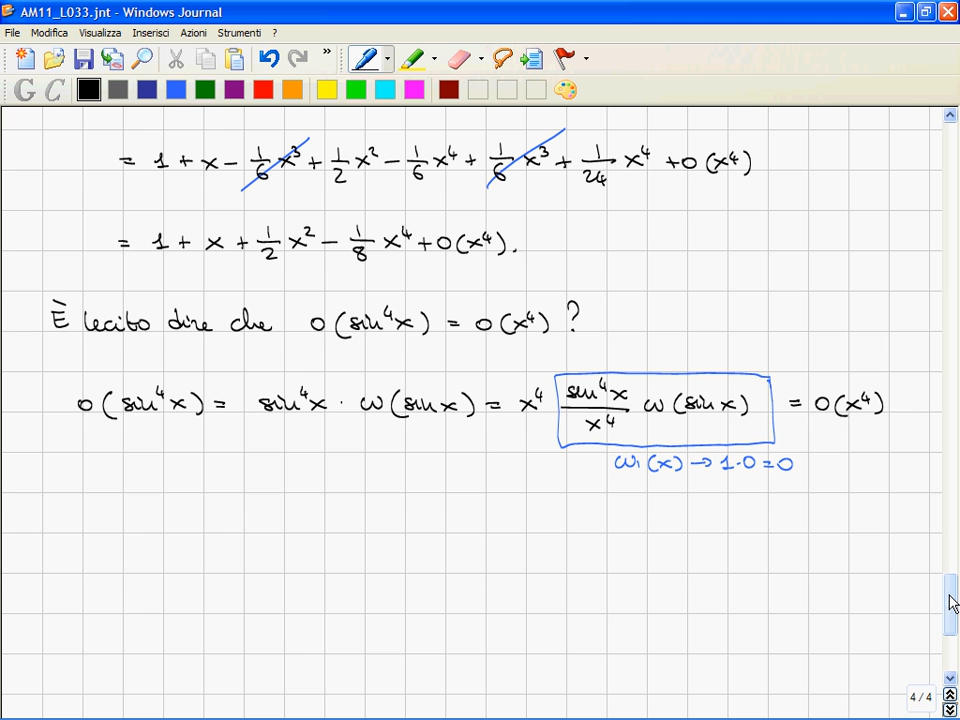 AM11_L033.jnt - Windows Journal
File Modifica Visualizza Inserisci Azioni Strumenti ?
»
G C
= 1 + x - 1/6 x³ + 1/2 x² - 1/6 x⁴ + 1/6 x³ + 1/24 x⁴ + o(x⁴)
= 1 + x + 1/2 x² - 1/8 x⁴ + o(x⁴).
È lecito dire che o(sin⁴x) = o(x⁴) ?
o(sin⁴x) = sin⁴x · ω(sin x) = x⁴ sin⁴x/x⁴ ω(sin x) = o(x⁴)
ω₁(x) → 1·0 = 0
4 / 4